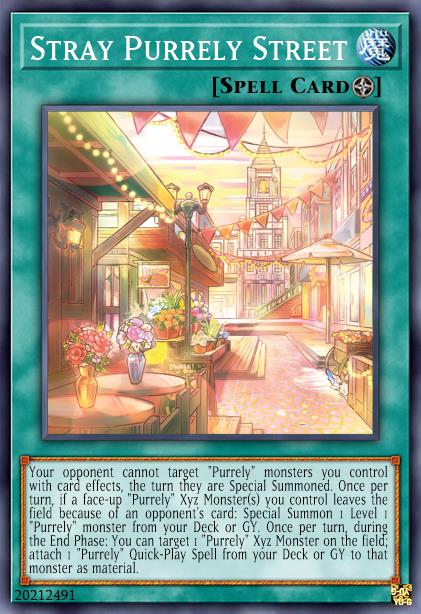 STRAY PURRELY STREET
魔
[SPELL CARD]
Your opponent cannot target "Purrely" monsters you control
with card effects, the turn they are Special Summoned. Once per
turn, if a face-up "Purrely" Xyz Monster(s) you control leaves the
field because of an opponent's card: Special Summon 1 Level 1
"Purrely" monster from your Deck or GY. Once per turn, during
the End Phase: You can target 1 "Purrely" Xyz Monster on the field;
attach 1 "Purrely" Quick-Play Spell from your Deck or GY to that
monster as material.
20212491